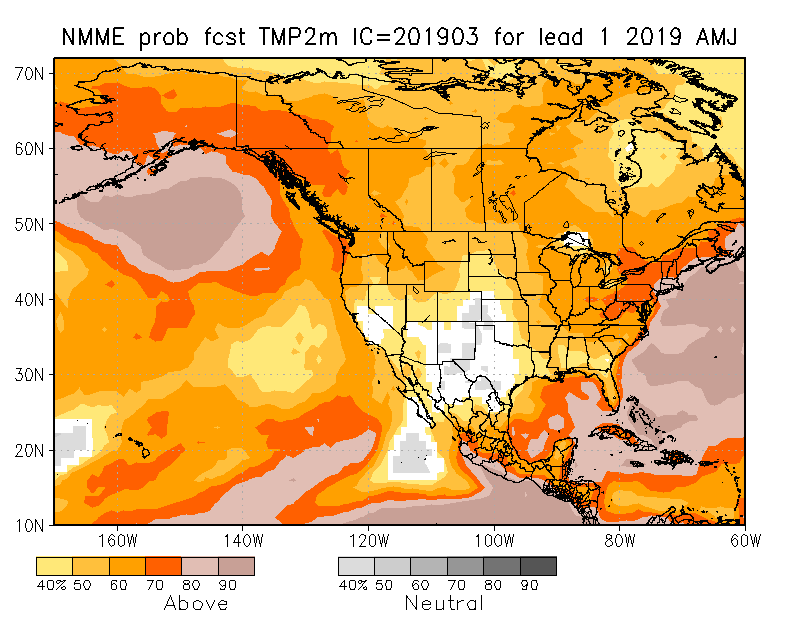 NMME prob fcst TMP2m IC=201903 for lead 1 2019 AMJ
70N
60N
50N
40N
30N
20N
10N
160W 140W 120W 100W 80W 60W
40% 50 60 70 80 90 40% 50 60 70 80 90
Above Neutral